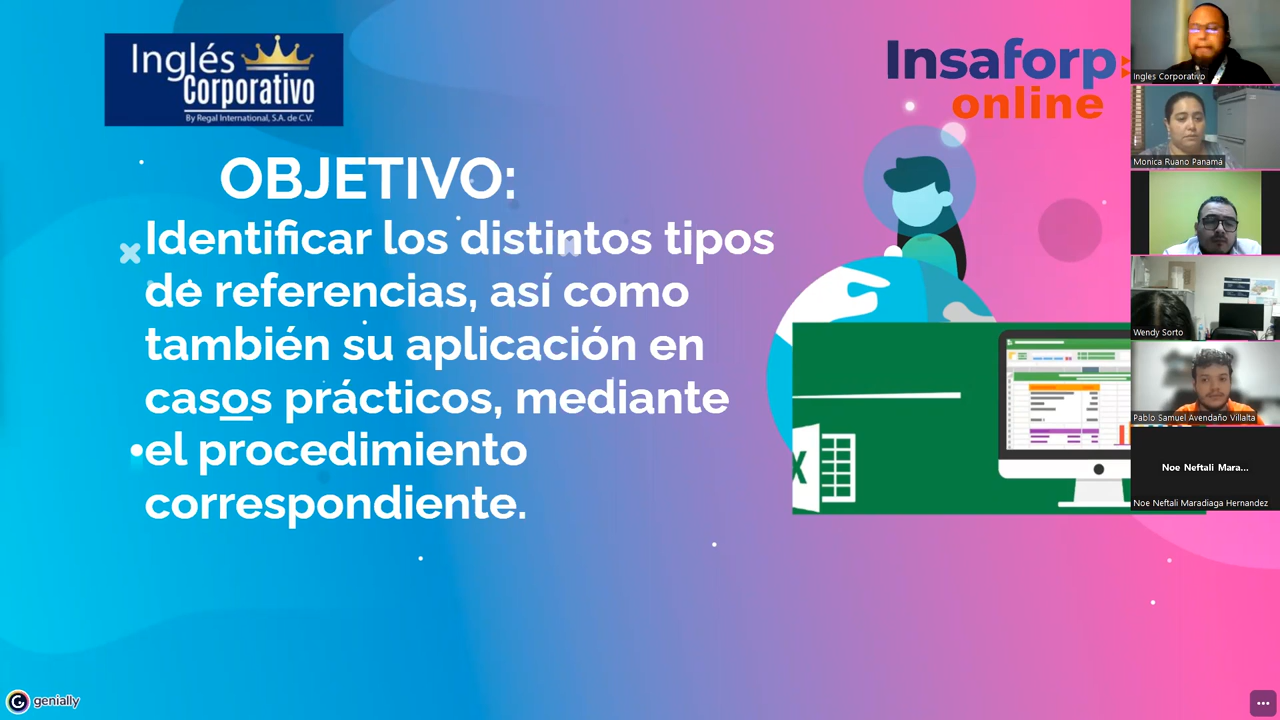 Inglés
Corporativo
By Regal International, S.A. de C.V.
Insaforp
online
OBJETIVO:
Identificar los distintos tipos
de referencias, así como
también su aplicación en
casos prácticos, mediante
el procedimiento
correspondiente.
X
genially
Ingles Corporativo
Monica Ruano Panamá
Wendy Sorto
Pablo Samuel Avendaño Villalta
Noe Neftali Mara...
Noe Neftali Maradiaga Hernandez